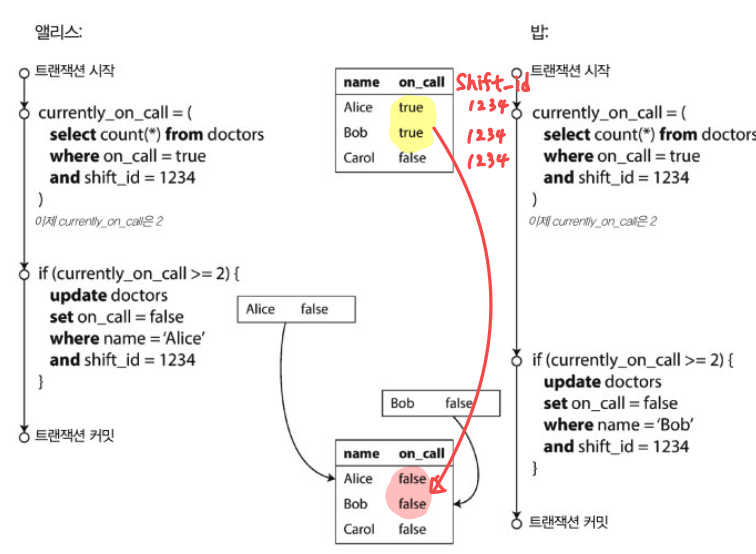 앨리스:
트랜잭션 시작
currently_on_call = (
select count(*) from doctors
where on_call = true
and shift_id = 1234
)
이제 currently_on_call은 2
if (currently_on_call >= 2) {
update doctors
set on_call = false
where name = ‘Alice’
and shift_id = 1234
}
트랜잭션 커밋
name on_call Shift_id
Alice true 1234
Bob true 1234
Carol false 1234
Alice false
Bob false
name on_call
Alice false
Bob false
Carol false
밥:
트랜잭션 시작
currently_on_call = (
select count(*) from doctors
where on_call = true
and shift_id = 1234
)
이제 currently_on_call은 2
if (currently_on_call >= 2) {
update doctors
set on_call = false
where name = ‘Bob’
and shift_id = 1234
}
트랜잭션 커밋